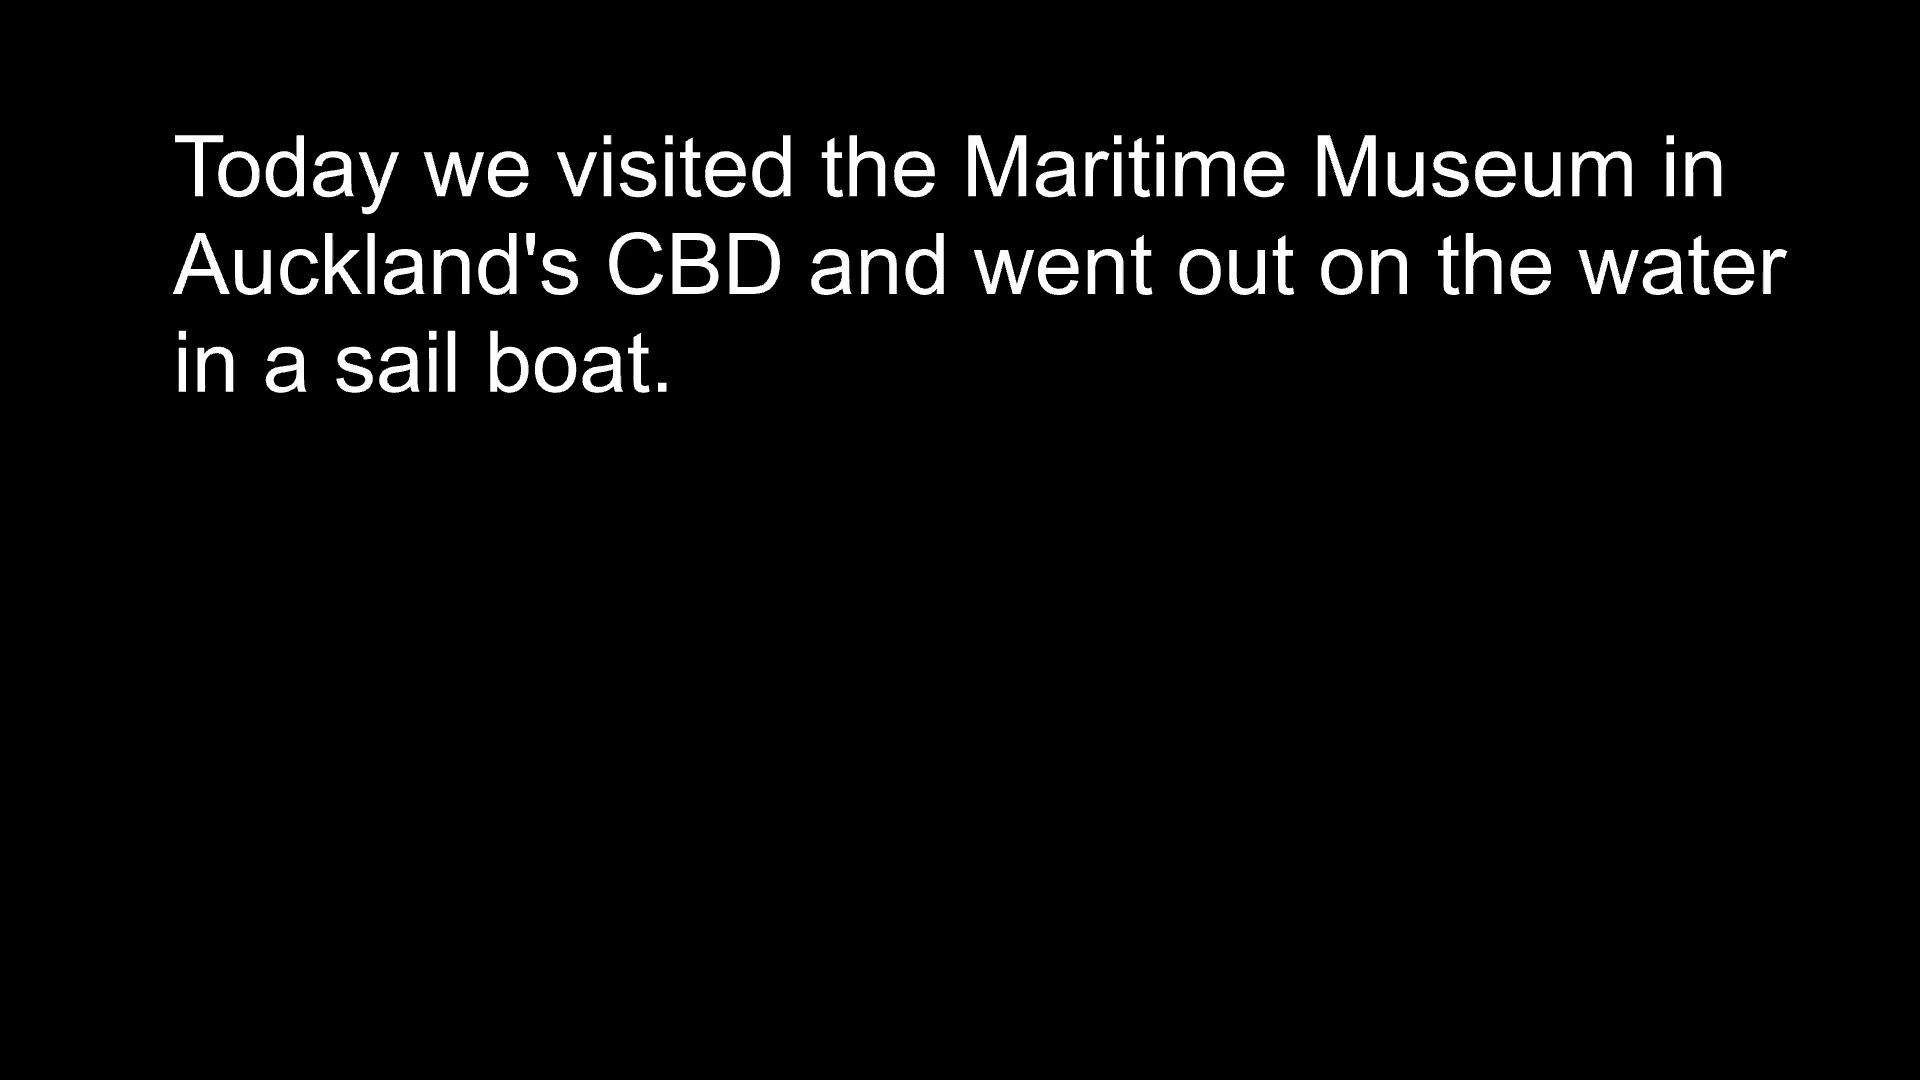 Today we visited the Maritime Museum in
Auckland's CBD and went out on the water
in a sail boat.